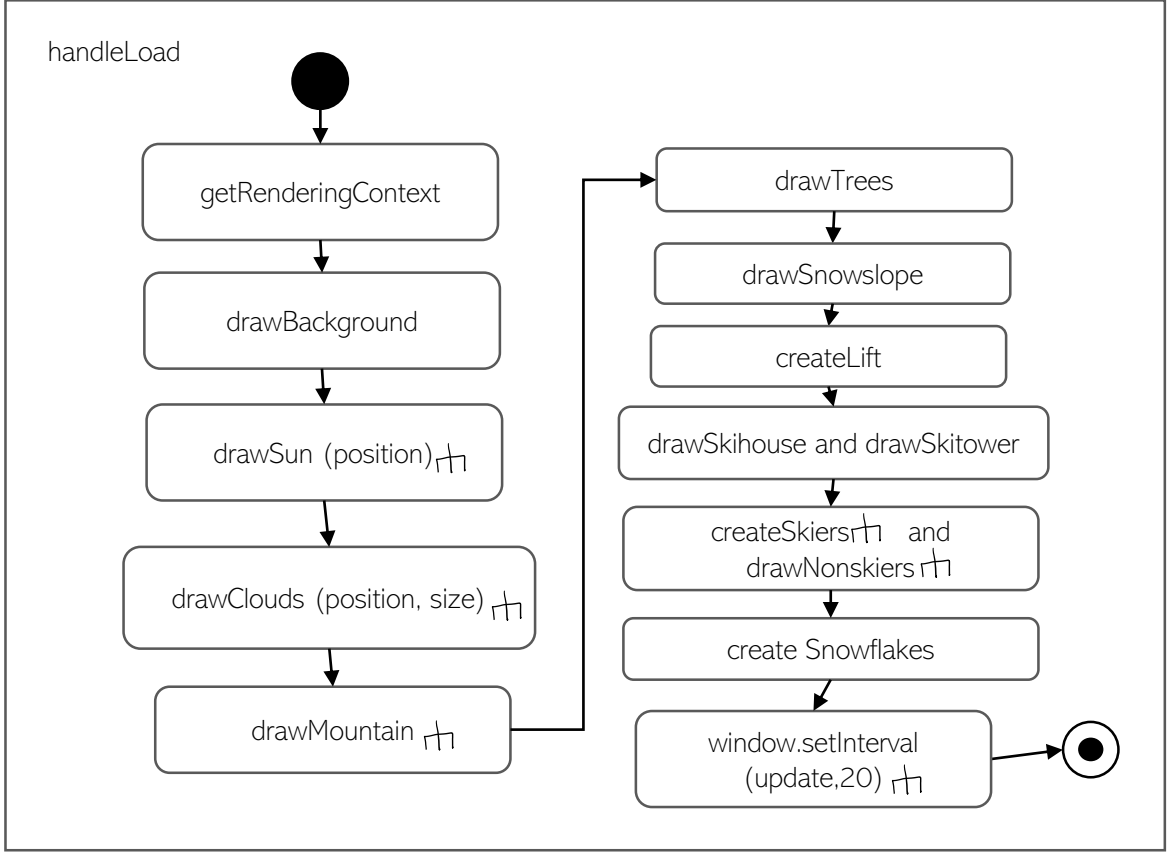 handleLoad
getRenderingContext
drawBackground
drawSun (position)
drawClouds (position, size)
drawMountain
drawTrees
drawSnowslope
createLift
drawSkihouse and drawSkitower
createSkiers and
drawNonskiers
create Snowflakes
window.setInterval
(update,20)